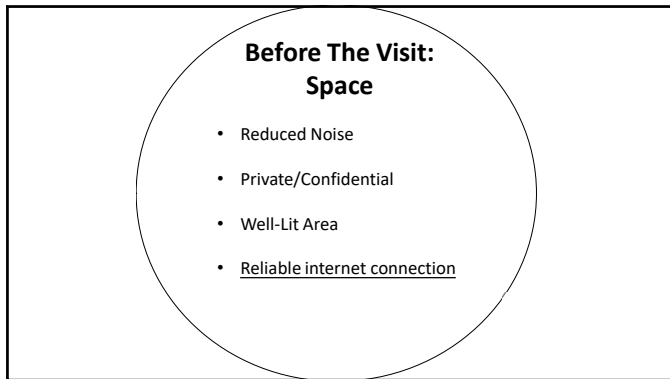 Before The Visit:
Space
• Reduced Noise
• Private/Confidential
• Well-Lit Area
• Reliable internet connection